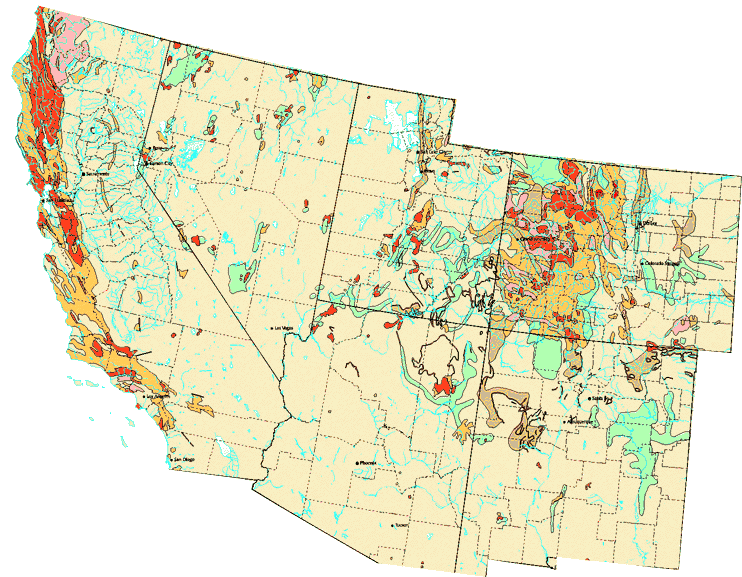 Reno
Carson City
Sacramento
Salt Lake City
Provo
Denver
Colorado Springs
Las Vegas
Santa Fe
Albuquerque
Los Angeles
San Diego
Phoenix
Tucson